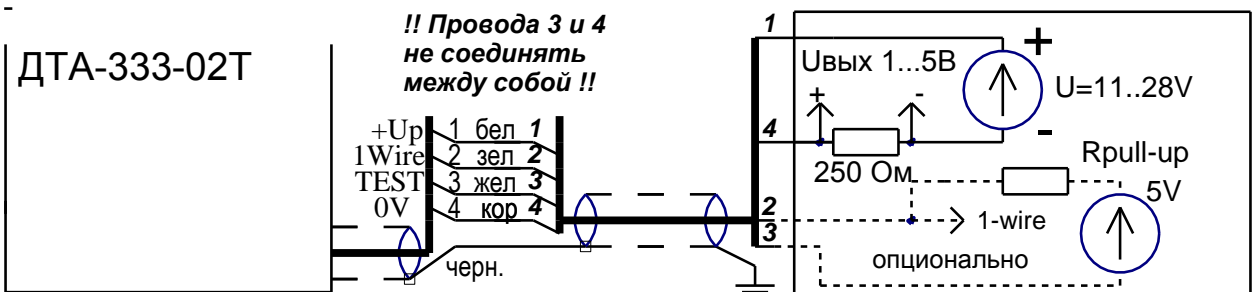 -
ДТА-333-02Т
!! Провода 3 и 4
не соединять
между собой !!
+Up 1 бел 1
1Wire 2 зел 2
TEST 3 жел 3
0V 4 кор 4
черн.
1
4
2
3
Uвых 1...5В
+ -
250 Ом
+
U=11..28V
-
Rpull-up
5V
1-wire
опционально